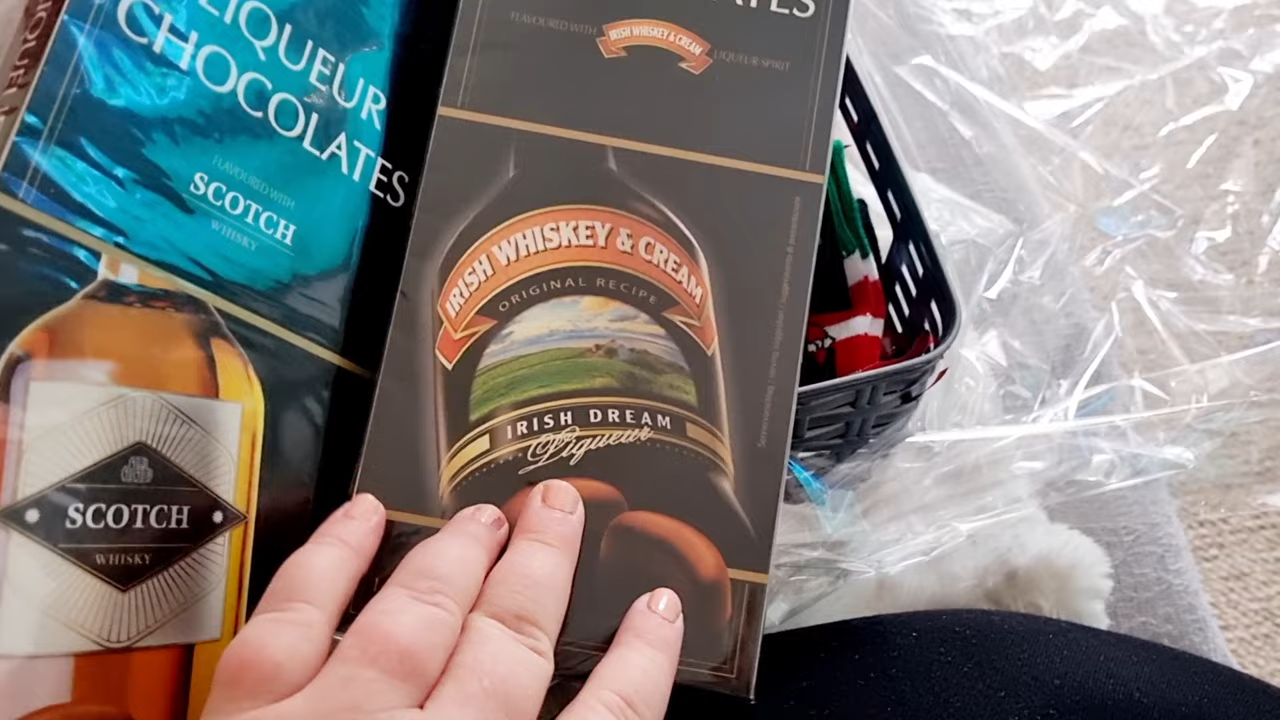 LIQUEUR
CHOCOLATES
FLAVOURED WITH
SCOTCH
WHISKY
SCOTCH
WHISKY
FLAVOURED WITH IRISH WHISKEY & CREAM LIQUEUR SPIRIT
IRISH WHISKEY & CREAM
ORIGINAL RECIPE
IRISH DREAM
Liqueur